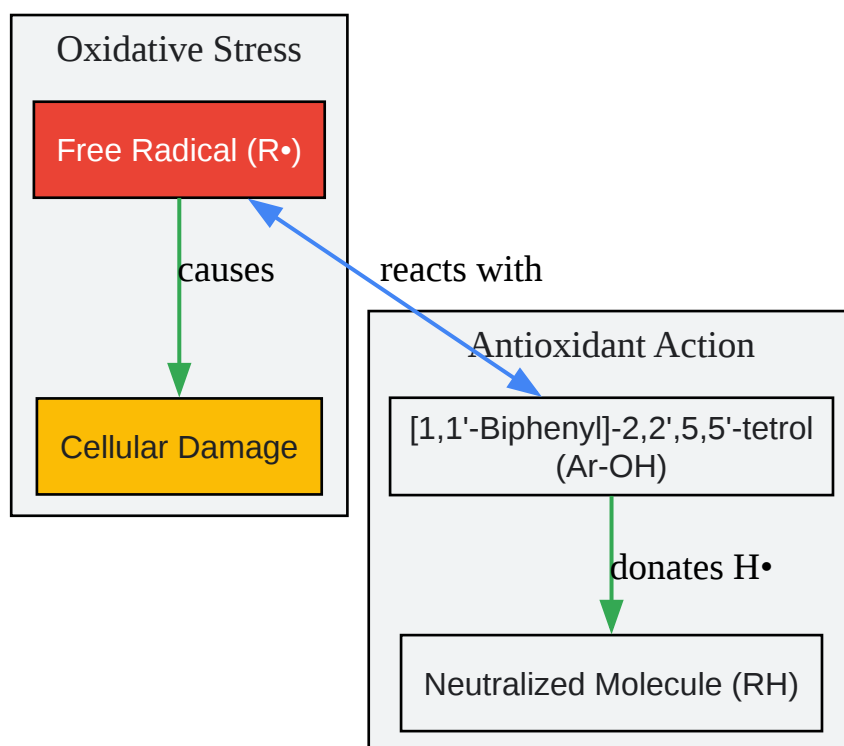 Oxidative Stress
Free Radical (R•)
causes
reacts with
Cellular Damage
Antioxidant Action
[1,1'-Biphenyl]-2,2',5,5'-tetrol
(Ar-OH)
donates H•
Neutralized Molecule (RH)